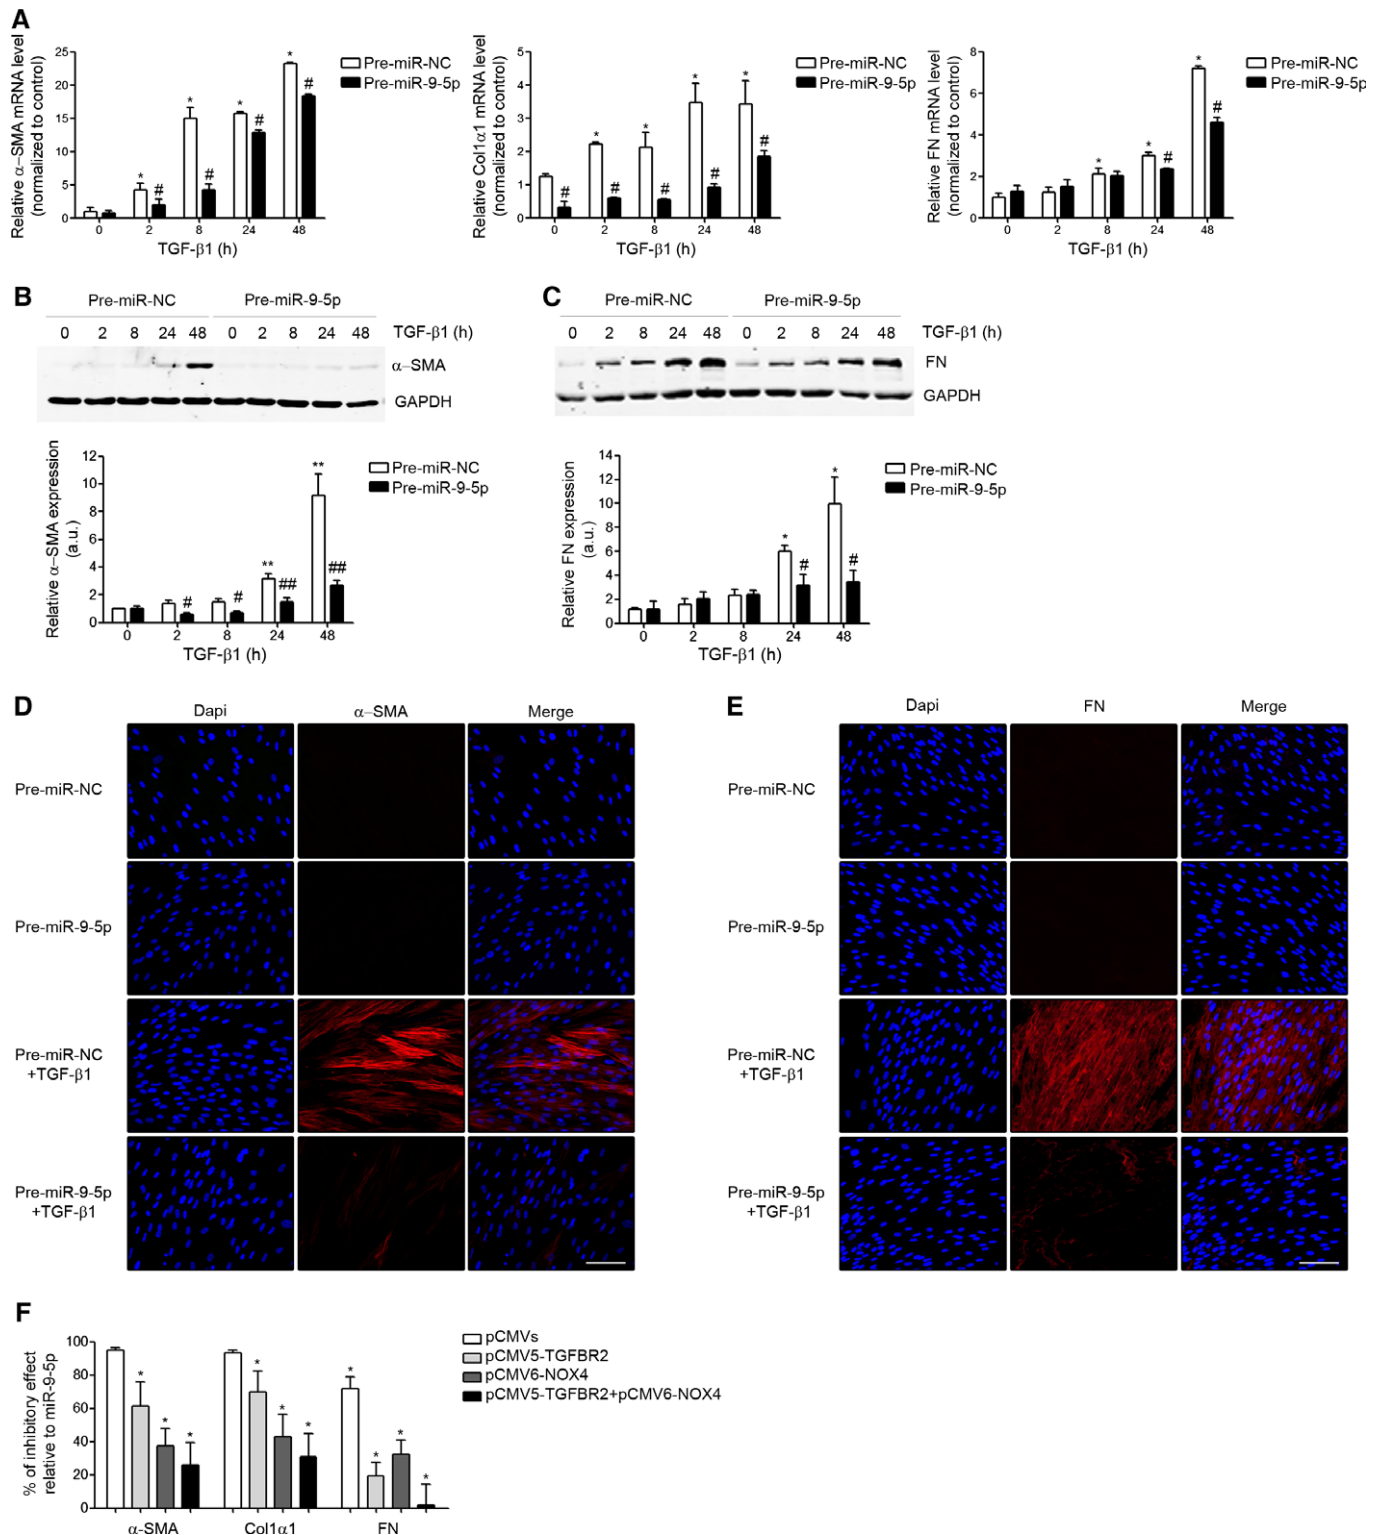 A
Relative α–SMA mRNA level
(normalized to control)
25
20
15
10
5
0
* * * *
# # # #
0 2 8 24 48
TGF-β1 (h)
Pre-miR-NC
Pre-miR-9-5p
Relative Col1α1 mRNA level
(normalized to control)
5
4
3
2
1
0
* * * *
# # # # #
0 2 8 24 48
TGF-β1 (h)
Pre-miR-NC
Pre-miR-9-5p
Relative FN mRNA level
(normalized to control)
8
6
4
2
0
* * *
# #
0 2 8 24 48
TGF-β1 (h)
Pre-miR-NC
Pre-miR-9-5p
B
Pre-miR-NC Pre-miR-9-5p
0 2 8 24 48 0 2 8 24 48 TGF-β1 (h)
α–SMA
GAPDH
Relative α–SMA expression
(a.u.)
12
10
8
6
4
2
0
** **
# # ## ##
0 2 8 24 48
TGF-β1 (h)
Pre-miR-NC
Pre-miR-9-5p
C
Pre-miR-NC Pre-miR-9-5p
0 2 8 24 48 0 2 8 24 48 TGF-β1 (h)
FN
GAPDH
Relative FN expression
(a.u.)
14
12
10
8
6
4
2
0
* *
# #
0 2 8 24 48
TGF-β1 (h)
Pre-miR-NC
Pre-miR-9-5p
D
Dapi α–SMA Merge
Pre-miR-NC
Pre-miR-9-5p
Pre-miR-NC
+TGF-β1
Pre-miR-9-5p
+TGF-β1
E
Dapi FN Merge
Pre-miR-NC
Pre-miR-9-5p
Pre-miR-NC
+TGF-β1
Pre-miR-9-5p
+TGF-β1
F
% of inhibitory effect
relative to miR-9-5p
100
80
60
40
20
0
* * * * * * * * * *
α-SMA Col1α1 FN
pCMVs
pCMV5-TGFBR2
pCMV6-NOX4
pCMV5-TGFBR2+pCMV6-NOX4